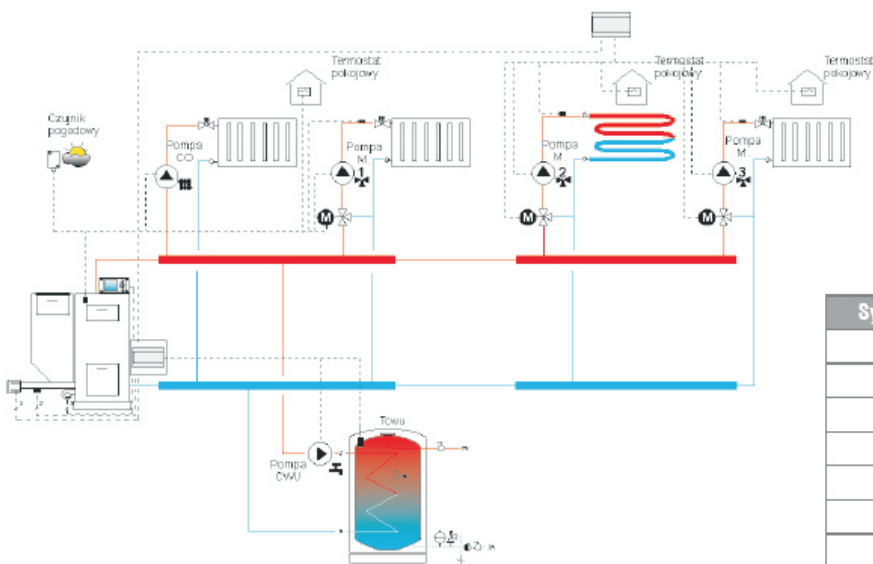 Termostat
pokojowy
Termostat
pokojowy
Termostat
pokojowy
Czujnik
pogodowy
Pompa
CO
Pompa
M.
1
Pompa
M.
2
Pompa
M.
3
M
M
M
Sy
Tcwu
Pompa
CWU